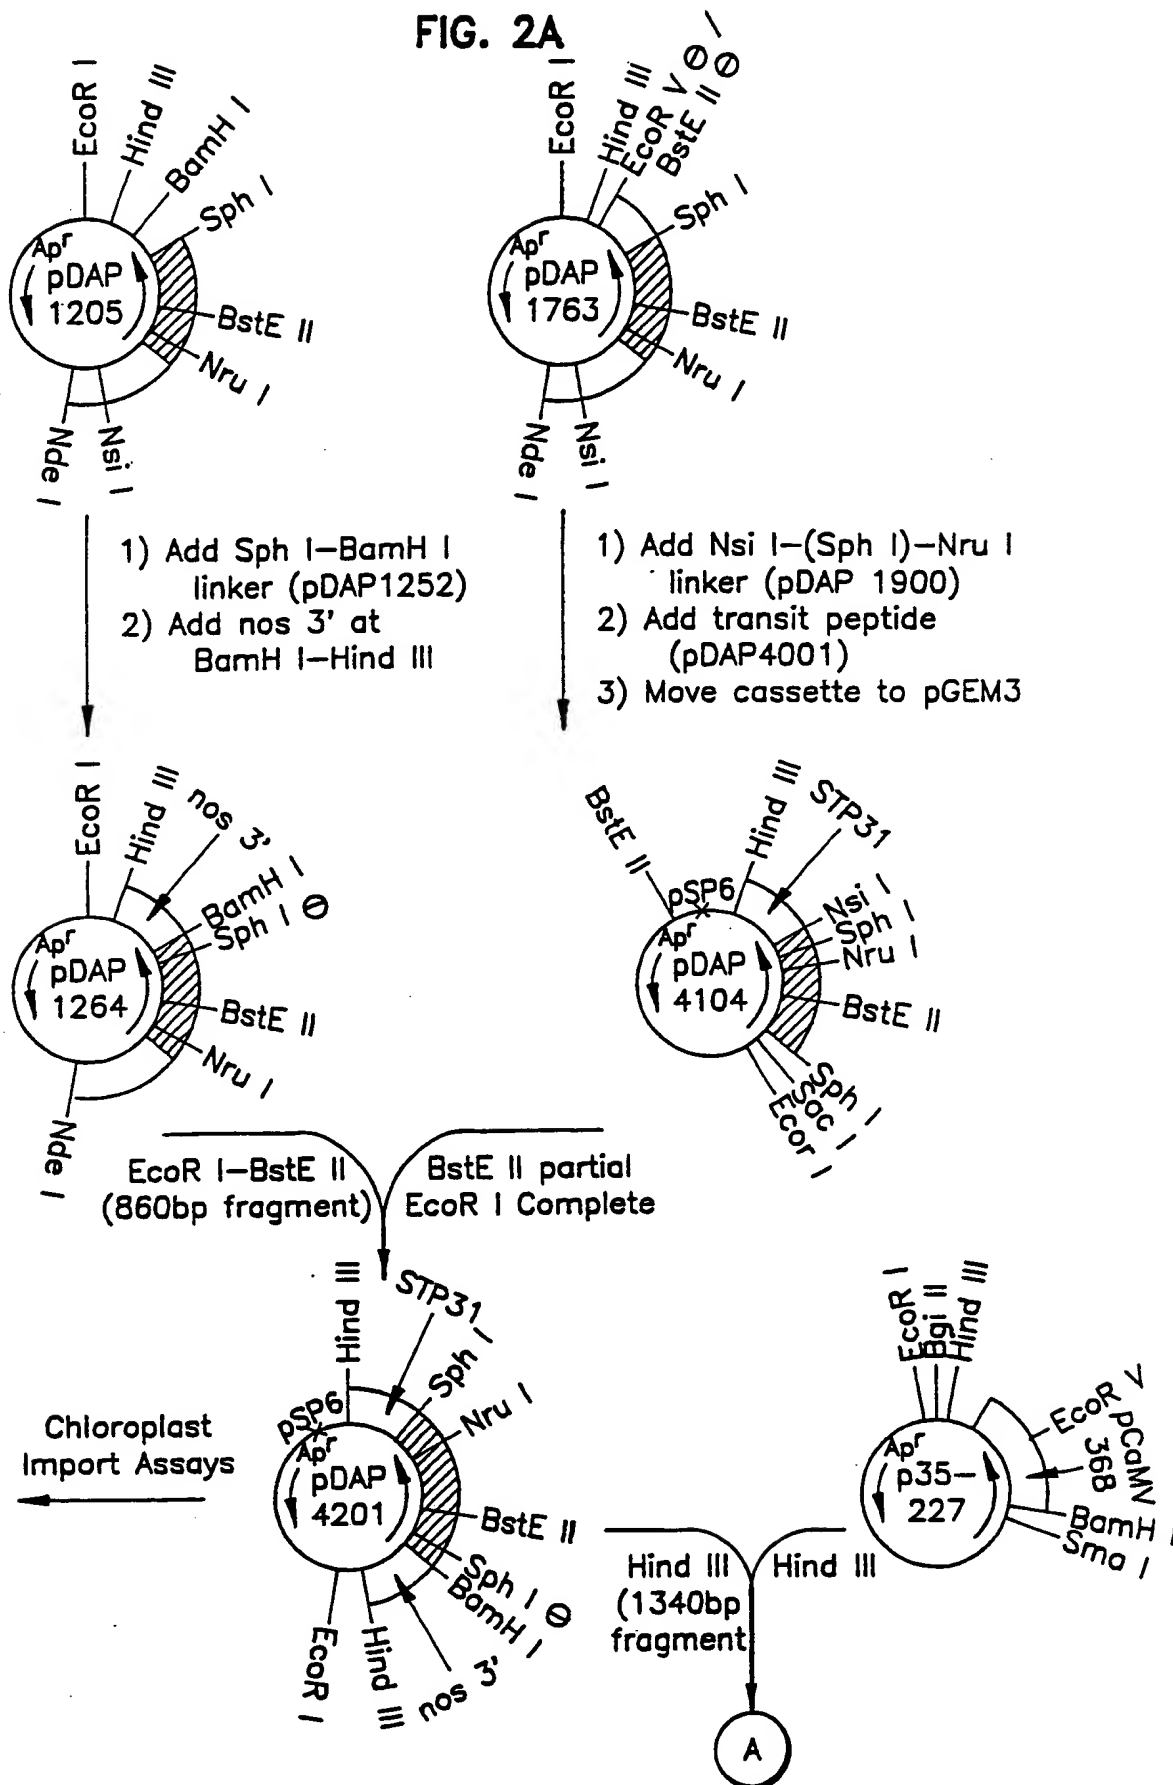 FIG. 2A
EcoR I
Hind III
BamH I
Sph I
BstE II
Nru I
Nsi I
Nde I
Apʳ
pDAP
1205
EcoR I
Hind III
EcoR V ⊖ /
BstE II ⊖
Sph I
BstE II
Nru I
Nsi I
Nde I
Apʳ
pDAP
1763
1) Add Sph I–BamH I
linker (pDAP1252)
2) Add nos 3' at
BamH I–Hind III
1) Add Nsi I–(Sph I)–Nru I
linker (pDAP 1900)
2) Add transit peptide
(pDAP4001)
3) Move cassette to pGEM3
EcoR I
Hind III
nos 3'
BamH I
Sph I ⊖
BstE II
Nru I
Nde I
Apʳ
pDAP
1264
BstE II
pSP6
Hind III
STP31
Nsi I
Sph I
Nru I
BstE II
Sph I
Sac I
Ecor I
Apʳ
pDAP
4104
EcoR I–BstE II
(860bp fragment)
BstE II partial
EcoR I Complete
Chloroplast
Import Assays
pSP6
Hind III
STP31
Sph I
Nru I
BstE II
Sph I ⊖
BamH I
nos 3'
Hind III
EcoR I
Apʳ
pDAP
4201
EcoR I
Bgl II
Hind III
EcoR V
pCaMV
368
BamH I
Sma I
Apʳ
p35–
227
Hind III
(1340bp
fragment
Hind III
A